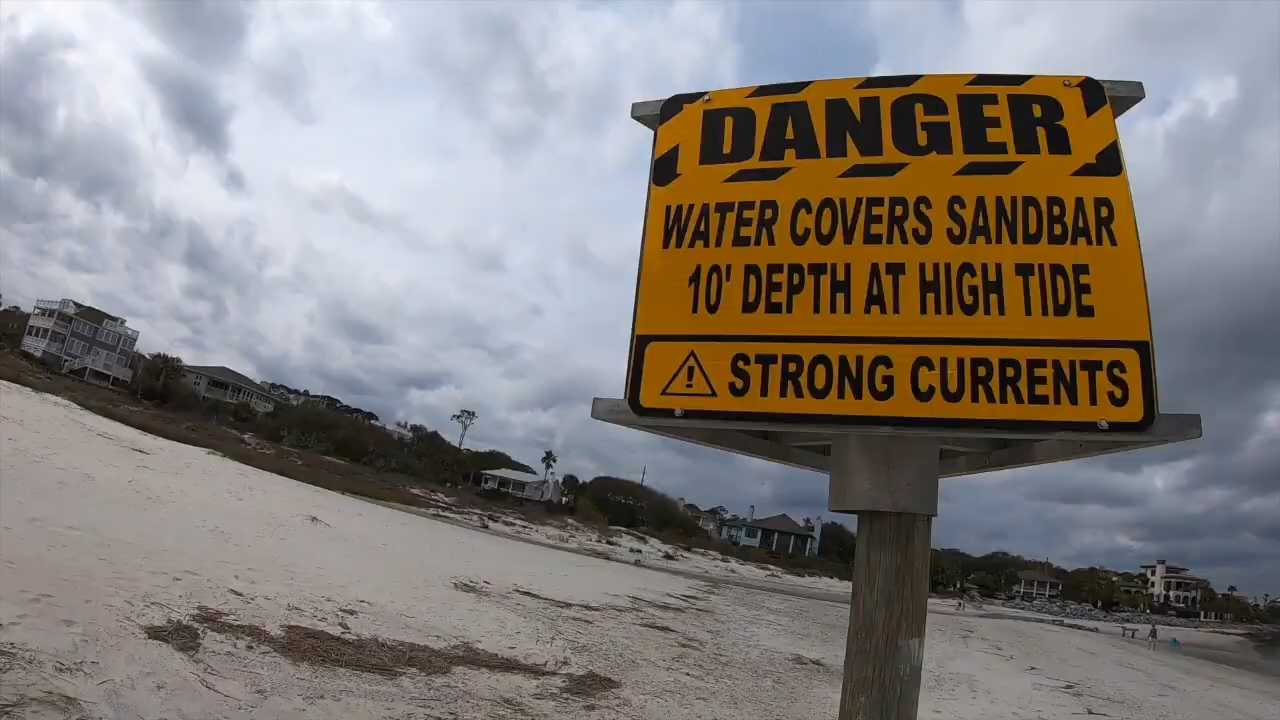 DANGER
WATER COVERS SANDBAR
10' DEPTH AT HIGH TIDE
! STRONG CURRENTS